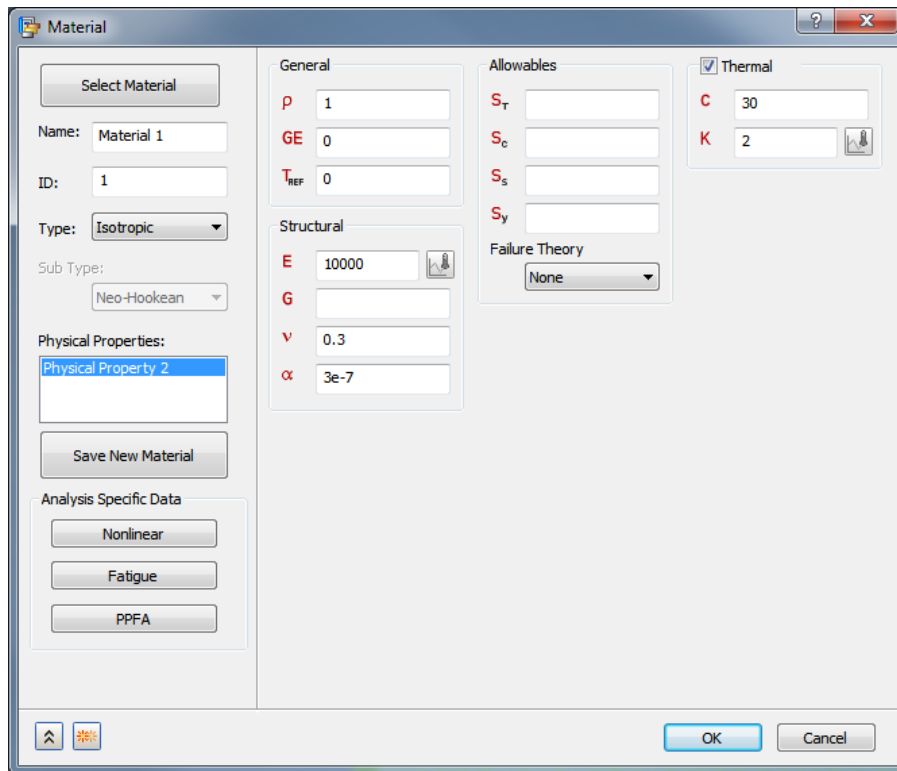 Material
Select Material
Name: Material 1
ID: 1
Type: Isotropic
Sub Type:
Neo-Hookean
Physical Properties:
Physical Property 2
Save New Material
Analysis Specific Data
Nonlinear
Fatigue
PPFA
General
ρ 1
GE 0
TREF 0
Structural
E 10000
G
ν 0.3
α 3e-7
Allowables
ST
Sc
Ss
Sy
Failure Theory
None
Thermal
C 30
K 2
OK
Cancel